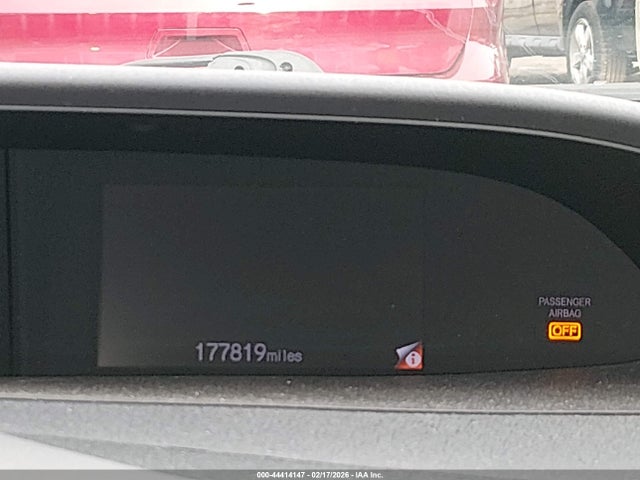 PASSENGER
AIRBAG
OFF
177819miles
i
000-44414147 - 02/17/2026 - IAA Inc.